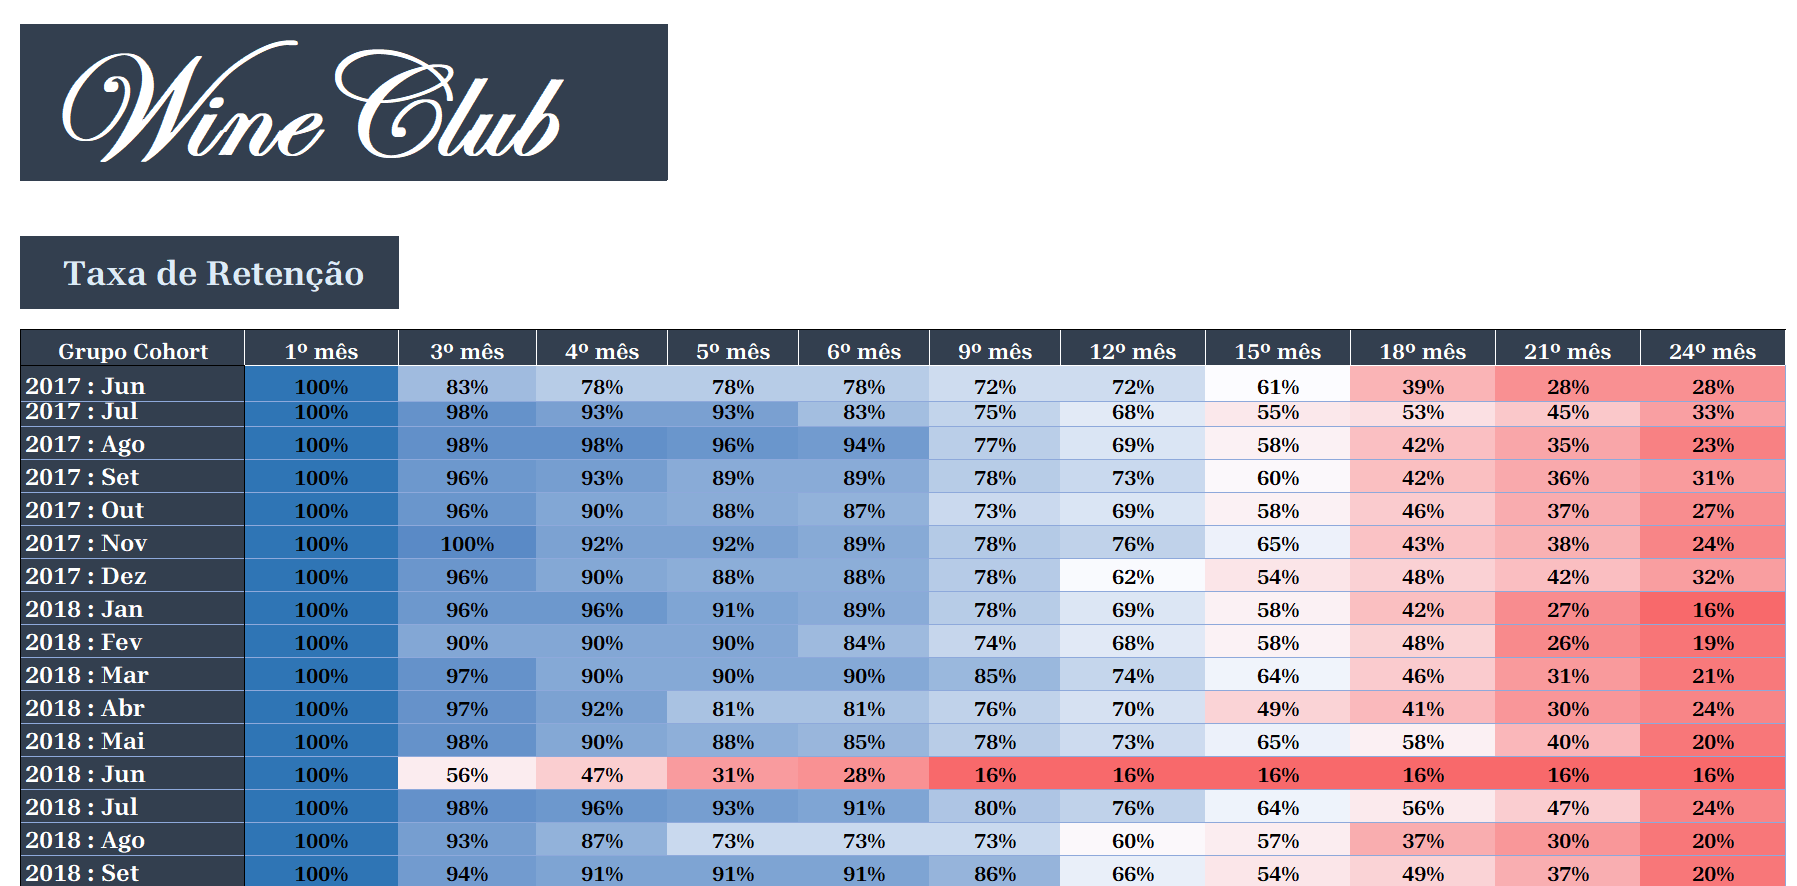 Wine Club
Taxa de Retenção
Grupo Cohort 1º mês 3º mês 4º mês 5º mês 6º mês 9º mês 12º mês 15º mês 18º mês 21º mês 24º mês
2017 : Jun 100% 83% 78% 78% 78% 72% 72% 61% 39% 28% 28%
2017 : Jul 100% 98% 93% 93% 83% 75% 68% 55% 53% 45% 33%
2017 : Ago 100% 98% 98% 96% 94% 77% 69% 58% 42% 35% 23%
2017 : Set 100% 96% 93% 89% 89% 78% 73% 60% 42% 36% 31%
2017 : Out 100% 96% 90% 88% 87% 73% 69% 58% 46% 37% 27%
2017 : Nov 100% 100% 92% 92% 89% 78% 76% 65% 43% 38% 24%
2017 : Dez 100% 96% 90% 88% 88% 78% 62% 54% 48% 42% 32%
2018 : Jan 100% 96% 96% 91% 89% 78% 69% 58% 42% 27% 16%
2018 : Fev 100% 90% 90% 90% 84% 74% 68% 58% 48% 26% 19%
2018 : Mar 100% 97% 90% 90% 90% 85% 74% 64% 46% 31% 21%
2018 : Abr 100% 97% 92% 81% 81% 76% 70% 49% 41% 30% 24%
2018 : Mai 100% 98% 90% 88% 85% 78% 73% 65% 58% 40% 20%
2018 : Jun 100% 56% 47% 31% 28% 16% 16% 16% 16% 16% 16%
2018 : Jul 100% 98% 96% 93% 91% 80% 76% 64% 56% 47% 24%
2018 : Ago 100% 93% 87% 73% 73% 73% 60% 57% 37% 30% 20%
2018 : Set 100% 94% 91% 91% 91% 86% 66% 54% 49% 37% 20%